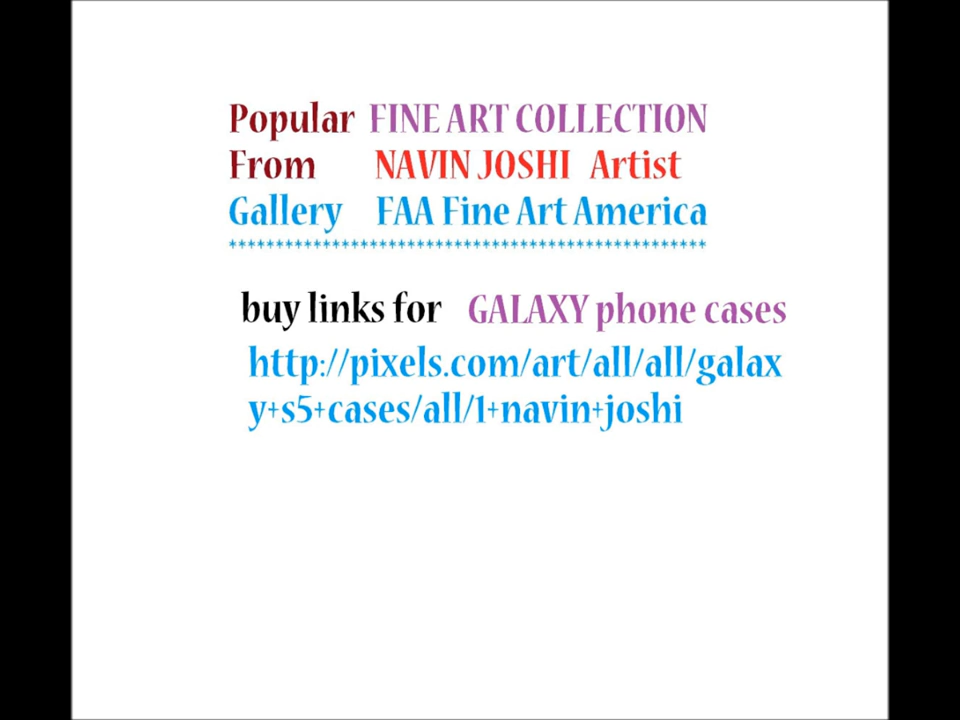 Popular FINE ART COLLECTION
From NAVIN JOSHI Artist
Gallery FAA Fine Art America
**************************************************
buy links for GALAXY phone cases
http://pixels.com/art/all/all/galax
y+s5+cases/all/1+navin+joshi